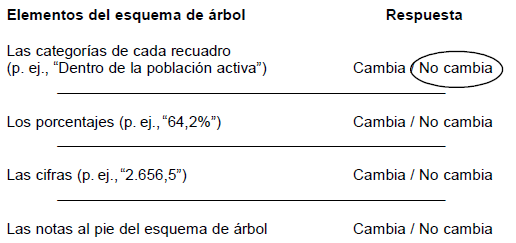 Elementos del esquema de árbol Respuesta
Las categorías de cada recuadro
(p. ej., “Dentro de la población activa”) Cambia / No cambia
Los porcentajes (p. ej., “64,2%”) Cambia / No cambia
Las cifras (p. ej., “2.656,5”) Cambia / No cambia
Las notas al pie del esquema de árbol Cambia / No cambia